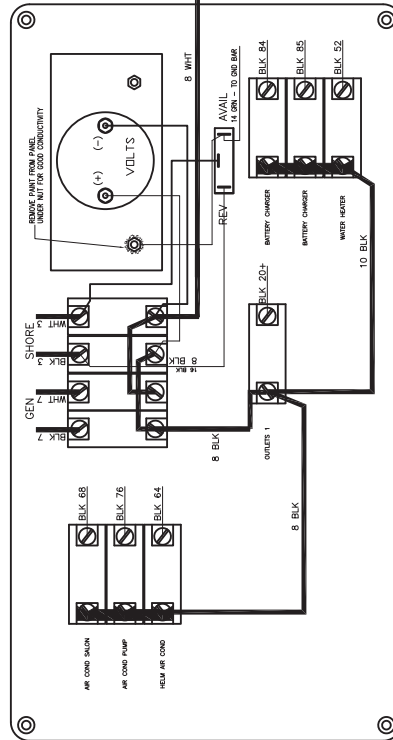 8 WHT
REMOVE PAINT FROM PANEL
UNDER NUT FOR GOOD CONDUCTIVITY
(-)
(+)
VOLTS
AVAIL
14 GRN - TO GND BAR
REV
BLK 84
BLK 85
BLK 52
BATTERY CHARGER
BATTERY CHARGER
WATER HEATER
SHORE
GEN
WHT 3
BLK 3
WHT 7
BLK 7
8 BLK
16 BLK
10 BLK
BLK 20+
OUTLETS 1
8 BLK
8 BLK
BLK 68
BLK 76
BLK 64
AIR COND SALON
AIR COND PUMP
HELM AIR COND